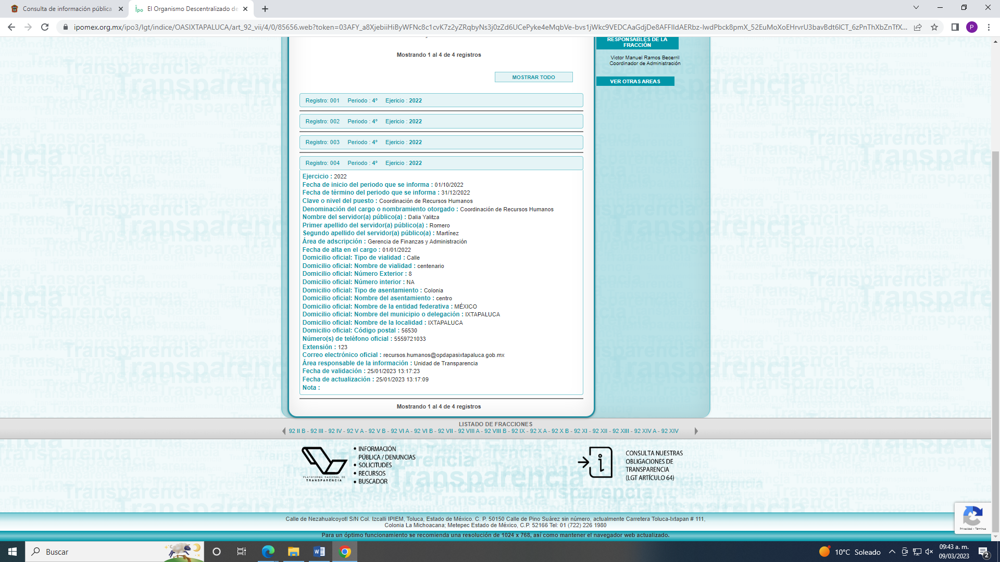 Consulta de información pública
El Organismo Descentralizado de
ipomex.org.mx/ipo3/lgt/indice/OASIXTAPALUCA/art_92_vii/4/0/85656.web?token=
P
Mostrando 1 al 4 de 4 registros
MOSTRAR TODO
RESPONSABLES DE LA
FRACCIÓN
Victor Manuel Ramos Becerril
Coordinador de Administración
VER OTRAS AREAS
Registro: 001 Periodo : 4º Ejericio : 2022
Registro: 002 Periodo : 4º Ejericio : 2022
Registro: 003 Periodo : 4º Ejericio : 2022
Registro: 004 Periodo : 4º Ejericio : 2022
Ejercicio : 2022
Fecha de inicio del periodo que se informa : 01/10/2022
Fecha de término del periodo que se informa : 31/12/2022
Clave o nivel del puesto : Coordinación de Recursos Humanos
Denominación del cargo o nombramiento otorgado : Coordinación de Recursos Humanos
Nombre del servidor(a) público(a) : Dalia Yalitza
Primer apellido del servidor(a) público(a) : Romero
Segundo apellido del servidor(a) público(a) : Martínez
Área de adscripción : Gerencia de Finanzas y Administración
Fecha de alta en el cargo : 01/01/2022
Domicilio oficial: Tipo de vialidad : Calle
Domicilio oficial: Nombre de vialidad : centenario
Domicilio oficial: Número Exterior : 8
Domicilio oficial: Número interior : NA
Domicilio oficial: Tipo de asentamiento : Colonia
Domicilio oficial: Nombre del asentamiento : centro
Domicilio oficial: Nombre de la entidad federativa : MÉXICO
Domicilio oficial: Nombre del municipio o delegación : IXTAPALUCA
Domicilio oficial: Nombre de la localidad : IXTAPALUCA
Domicilio oficial: Código postal : 56530
Número(s) de teléfono oficial : 5559721033
Extensión : 123
Correo electrónico oficial : recursos.humanos@opdapasixtapaluca.gob.mx
Área responsable de la información : Unidad de Transparencia
Fecha de validación : 25/01/2023 13:17:23
Fecha de actualización : 25/01/2023 13:17:09
Nota :
Mostrando 1 al 4 de 4 registros
LISTADO DE FRACCIONES
92 II B - 92 III - 92 IV - 92 V A - 92 V B - 92 VI A - 92 VI B - 92 VII - 92 VIII A - 92 VIII B - 92 IX - 92 X A - 92 X B - 92 XI - 92 XII - 92 XIII - 92 XIV A - 92 XIV
PLATAFORMA NACIONAL DE
TRANSPARENCIA
• INFORMACIÓN
PÚBLICA / DENUNCIAS
• SOLICITUDES
• RECURSOS
• BUSCADOR
CONSULTA NUESTRAS
OBLIGACIONES DE
TRANSPARENCIA
(LGT ARTÍCULO 64)
Calle de Nezahualcoyotl S/N Col. Izcalli IPIEM, Toluca, Estado de México. C. P. 50150 Calle de Pino Suárez sin número, actualmente Carretera Toluca-Ixtapan # 111,
Colonia La Michoacana; Metepec Estado de México, C.P. 52166 Tel: 01 (722) 226 1980
Para un óptimo funcionamiento se recomienda una resolución de 1024 x 768, así como mantener el navegador web actualizado.
Privacidad - Términos
Buscar
10°C Soleado
09:43 a. m.
09/03/2023
2